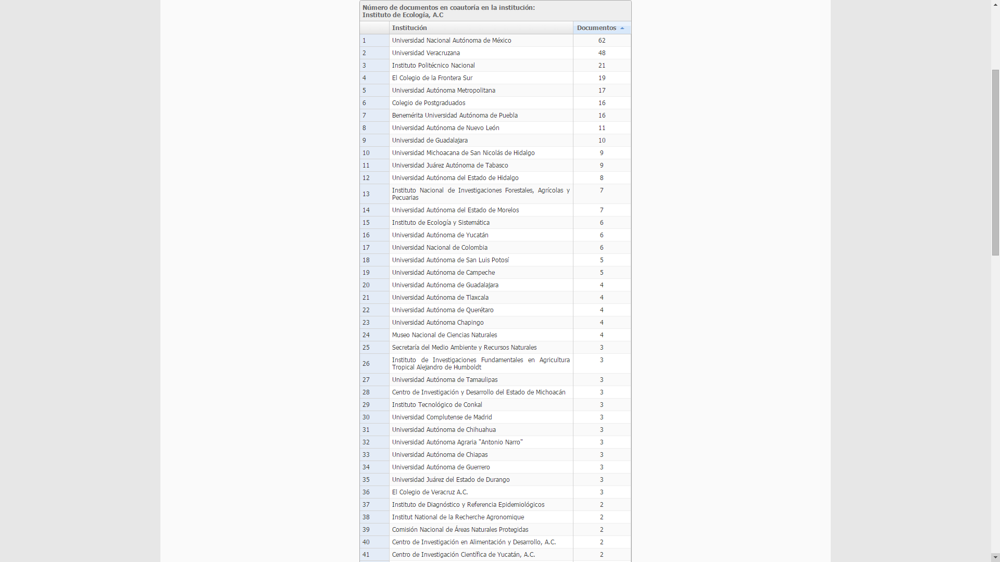 Número de documentos en coautoría en la institución:
Instituto de Ecología, A.C
Institución Documentos
1 Universidad Nacional Autónoma de México 62
2 Universidad Veracruzana 48
3 Instituto Politécnico Nacional 21
4 El Colegio de la Frontera Sur 19
5 Universidad Autónoma Metropolitana 17
6 Colegio de Postgraduados 16
7 Benemérita Universidad Autónoma de Puebla 16
8 Universidad Autónoma de Nuevo León 11
9 Universidad de Guadalajara 10
10 Universidad Michoacana de San Nicolás de Hidalgo 9
11 Universidad Juárez Autónoma de Tabasco 9
12 Universidad Autónoma del Estado de Hidalgo 8
13 Instituto Nacional de Investigaciones Forestales, Agrícolas y 7
Pecuarias
14 Universidad Autónoma del Estado de Morelos 7
15 Instituto de Ecología y Sistemática 6
16 Universidad Autónoma de Yucatán 6
17 Universidad Nacional de Colombia 6
18 Universidad Autónoma de San Luis Potosí 5
19 Universidad Autónoma de Campeche 5
20 Universidad Autónoma de Guadalajara 4
21 Universidad Autónoma de Tlaxcala 4
22 Universidad Autónoma de Querétaro 4
23 Universidad Autónoma Chapingo 4
24 Museo Nacional de Ciencias Naturales 4
25 Secretaría del Medio Ambiente y Recursos Naturales 3
26 Instituto de Investigaciones Fundamentales en Agricultura 3
Tropical Alejandro de Humboldt
27 Universidad Autónoma de Tamaulipas 3
28 Centro de Investigación y Desarrollo del Estado de Michoacán 3
29 Instituto Tecnológico de Conkal 3
30 Universidad Complutense de Madrid 3
31 Universidad Autónoma de Chihuahua 3
32 Universidad Autónoma Agraria "Antonio Narro" 3
33 Universidad Autónoma de Chiapas 3
34 Universidad Autónoma de Guerrero 3
35 Universidad Juárez del Estado de Durango 3
36 El Colegio de Veracruz A.C. 3
37 Instituto de Diagnóstico y Referencia Epidemiológicos 2
38 Institut National de la Recherche Agronomique 2
39 Comisión Nacional de Áreas Naturales Protegidas 2
40 Centro de Investigación en Alimentación y Desarrollo, A.C. 2
41 Centro de Investigación Científica de Yucatán, A.C. 2